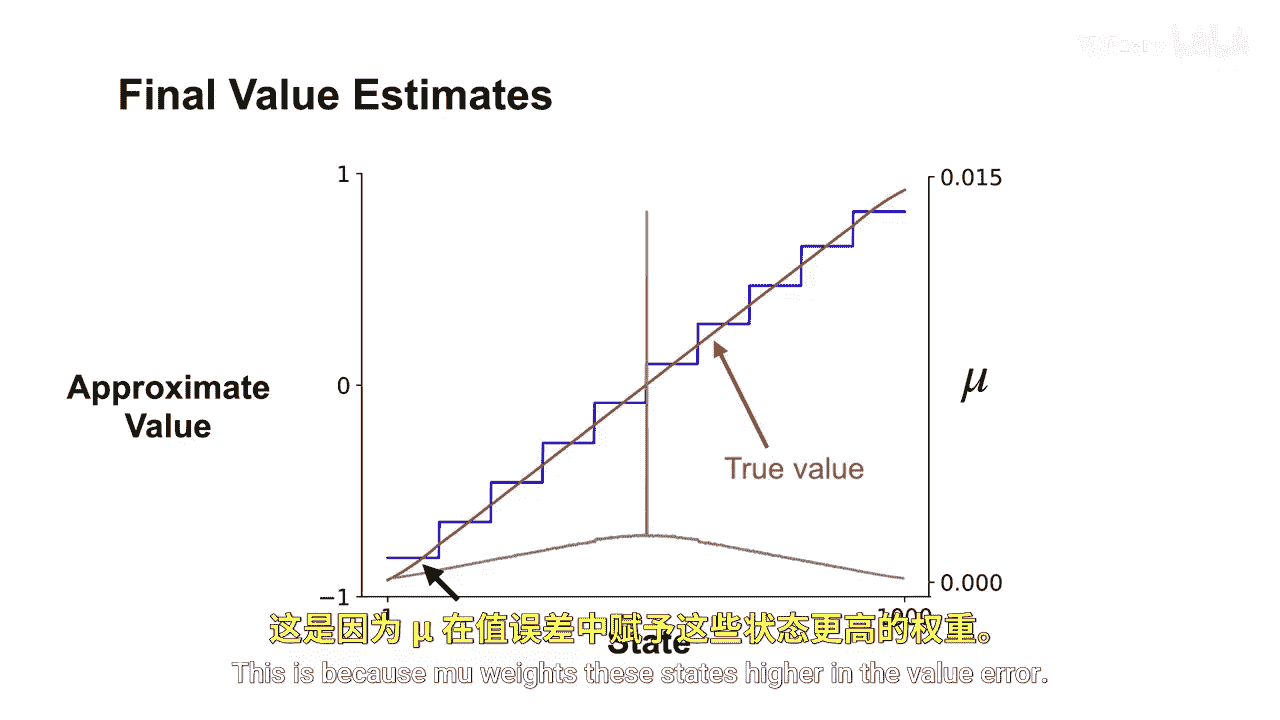 Final Value Estimates
1
0.015
Approximate
Value
0
μ
True value
−1
0.000
1
1000
State
这是因为 μ 在值误差中赋予这些状态更高的权重。
This is because mu weights these states higher in the value error.